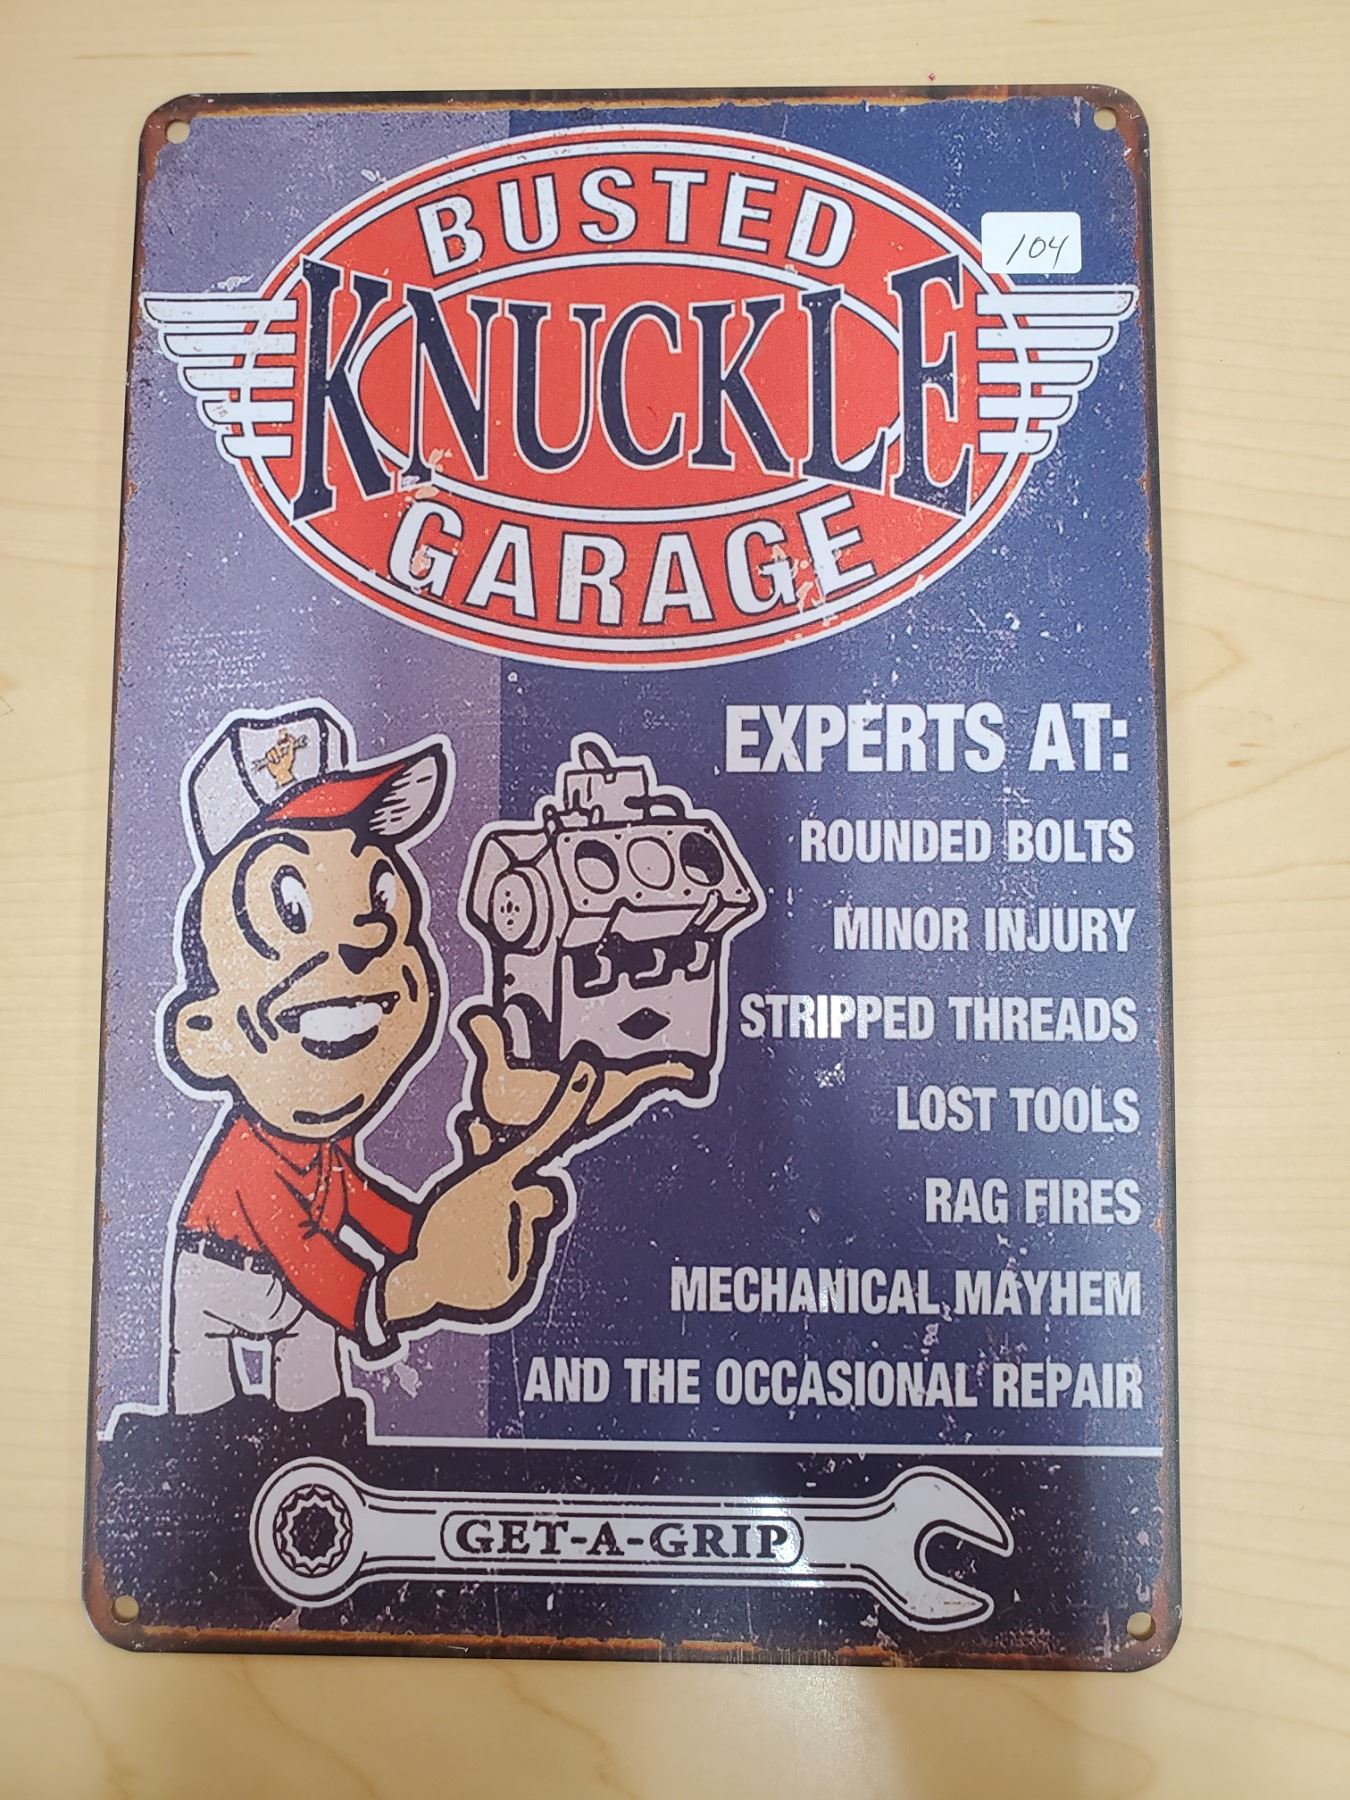 BUSTED
104
KNUCKLE
GARAGE
EXPERTS AT:
ROUNDED BOLTS
MINOR INJURY
STRIPPED THREADS
LOST TOOLS
RAG FIRES
MECHANICAL MAYHEM
AND THE OCCASIONAL REPAIR
GET-A-GRIP